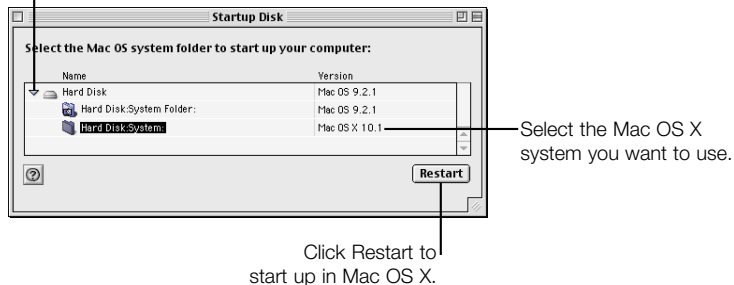 Startup Disk
Select the Mac OS system folder to start up your computer:
Name Version
Hard Disk Mac OS 9.2.1
Hard Disk:System Folder: Mac OS 9.2.1
Hard Disk:System: Mac OS X 10.1
Select the Mac OS X
system you want to use.
? Restart
Click Restart to
start up in Mac OS X.